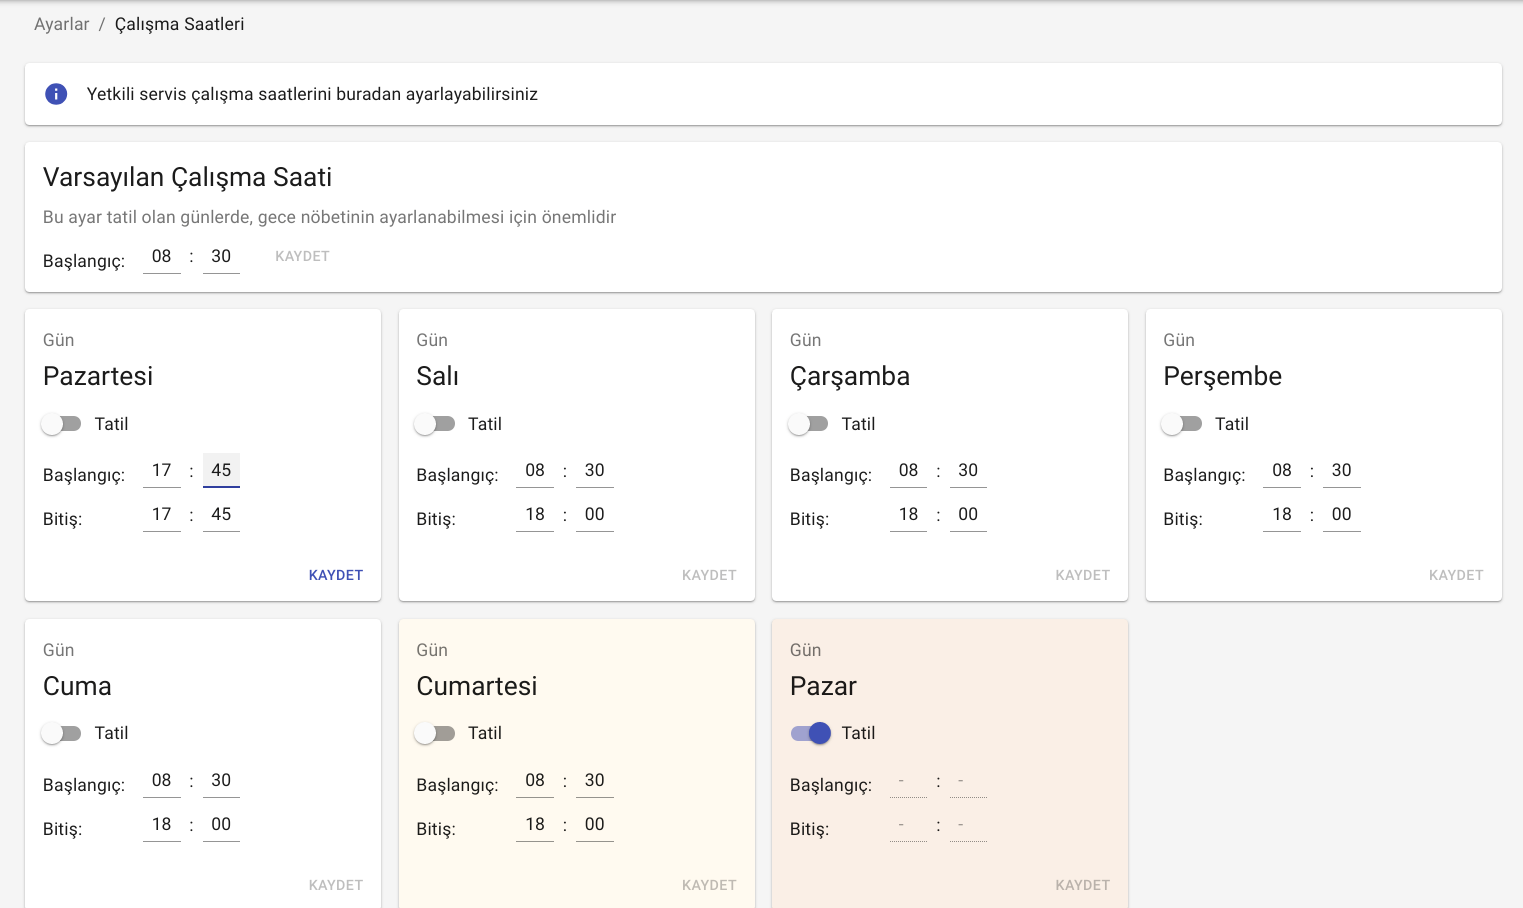 Ayarlar / Çalışma Saatleri
Yetkili servis çalışma saatlerini buradan ayarlayabilirsiniz
Varsayılan Çalışma Saati
Bu ayar tatil olan günlerde, gece nöbetinin ayarlanabilmesi için önemlidir
Başlangıç: 08 : 30 KAYDET
Gün
Pazartesi
Tatil
Başlangıç: 17 : 45
Bitiş: 17 : 45
KAYDET
Gün
Salı
Tatil
Başlangıç: 08 : 30
Bitiş: 18 : 00
KAYDET
Gün
Çarşamba
Tatil
Başlangıç: 08 : 30
Bitiş: 18 : 00
KAYDET
Gün
Perşembe
Tatil
Başlangıç: 08 : 30
Bitiş: 18 : 00
KAYDET
Gün
Cuma
Tatil
Başlangıç: 08 : 30
Bitiş: 18 : 00
KAYDET
Gün
Cumartesi
Tatil
Başlangıç: 08 : 30
Bitiş: 18 : 00
KAYDET
Gün
Pazar
Tatil
Başlangıç: - : -
Bitiş: - : -
KAYDET